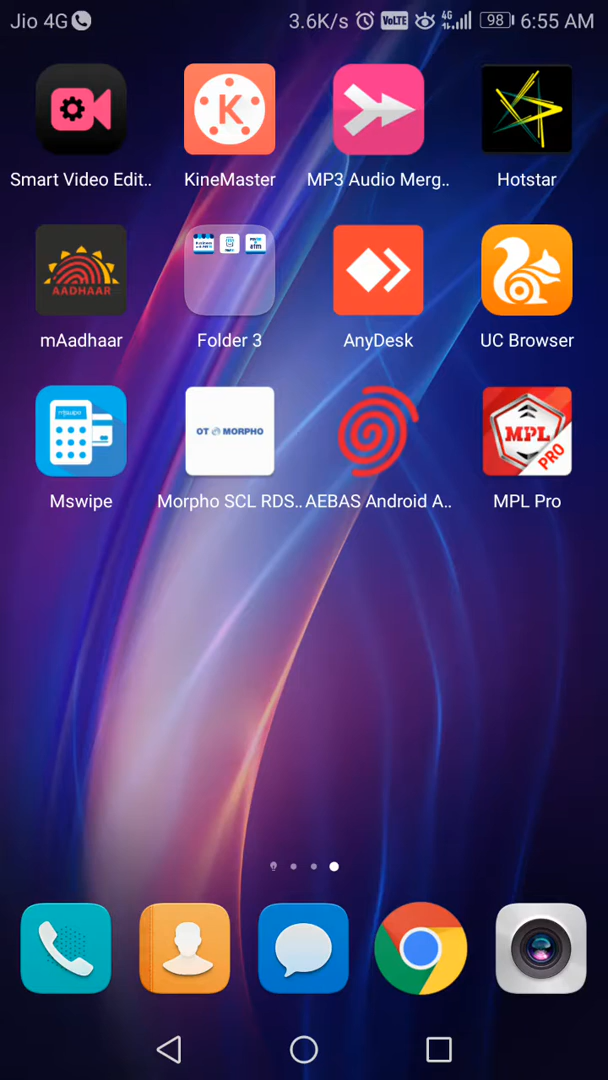 Jio 4G 3.6K/s VoLTE 4G 98 6:55 AM
Smart Video Edit.. KineMaster MP3 Audio Merg.. Hotstar
AADHAAR
mAadhaar Folder 3 AnyDesk UC Browser
mswipe OT MORPHO MPL PRO
Mswipe Morpho SCL RDS.. AEBAS Android A.. MPL Pro